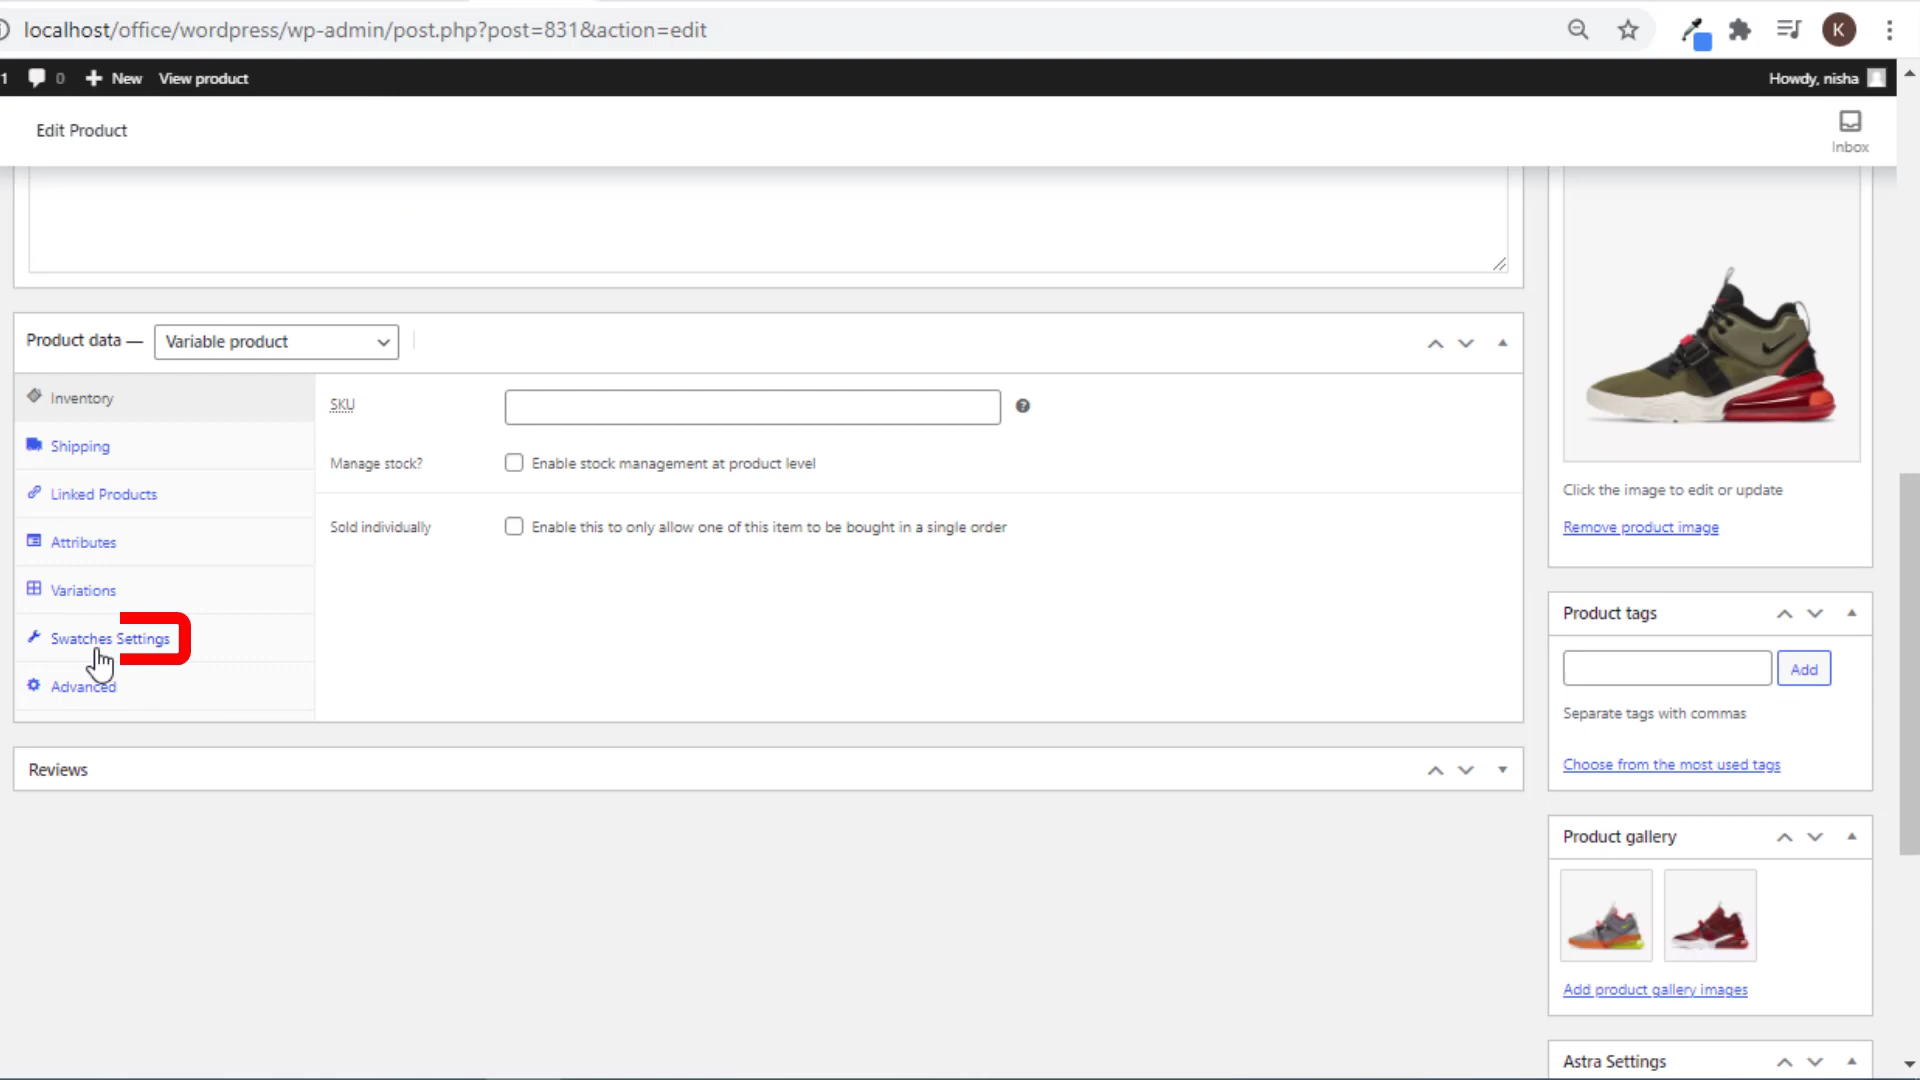 localhost/office/wordpress/wp-admin/post.php?post=831&action=edit
K
1 0 New View product
Howdy, nisha
Edit Product
Inbox
Product data — Variable product
Inventory
Shipping
Linked Products
Attributes
Variations
Swatches Settings
Advanced
SKU
Manage stock? Enable stock management at product level
Sold individually Enable this to only allow one of this item to be bought in a single order
Reviews
Click the image to edit or update
Remove product image
Product tags
Add
Separate tags with commas
Choose from the most used tags
Product gallery
Add product gallery images
Astra Settings